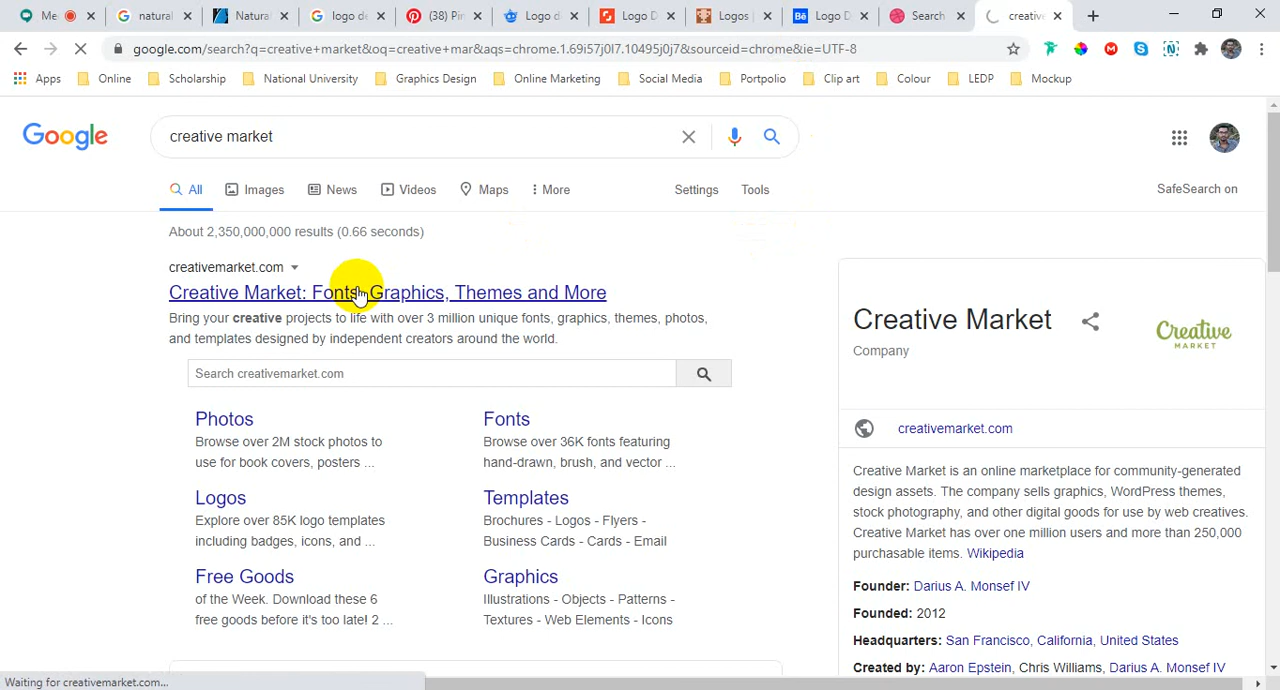 Me
natural
Natura
logo de
(38) Pin
Logo d
Logo D
Logos |
Logo D
Search
creative
google.com/search?q=creative+market&oq=creative+mar&aqs=chrome.1.69i57j0l7.10495j0j7&sourceid=chrome&ie=UTF-8
Apps
Online
Scholarship
National University
Graphics Design
Online Marketing
Social Media
Portpolio
Clip art
Colour
LEDP
Mockup
Google
creative market
All
Images
News
Videos
Maps
More
Settings
Tools
SafeSearch on
About 2,350,000,000 results (0.66 seconds)
creativemarket.com
Creative Market: Fonts, Graphics, Themes and More
Bring your creative projects to life with over 3 million unique fonts, graphics, themes, photos,
and templates designed by independent creators around the world.
Search creativemarket.com
Photos
Browse over 2M stock photos to
use for book covers, posters ...
Fonts
Browse over 36K fonts featuring
hand-drawn, brush, and vector ...
Logos
Explore over 85K logo templates
including badges, icons, and ...
Templates
Brochures - Logos - Flyers -
Business Cards - Cards - Email
Free Goods
of the Week. Download these 6
free goods before it's too late! 2 ...
Graphics
Illustrations - Objects - Patterns -
Textures - Web Elements - Icons
Creative Market
Company
Creative
MARKET
creativemarket.com
Creative Market is an online marketplace for community-generated
design assets. The company sells graphics, WordPress themes,
stock photography, and other digital goods for use by web creatives.
Creative Market has over one million users and more than 250,000
purchasable items. Wikipedia
Founder: Darius A. Monsef IV
Founded: 2012
Headquarters: San Francisco, California, United States
Created by: Aaron Epstein, Chris Williams, Darius A. Monsef IV
Waiting for creativemarket.com...